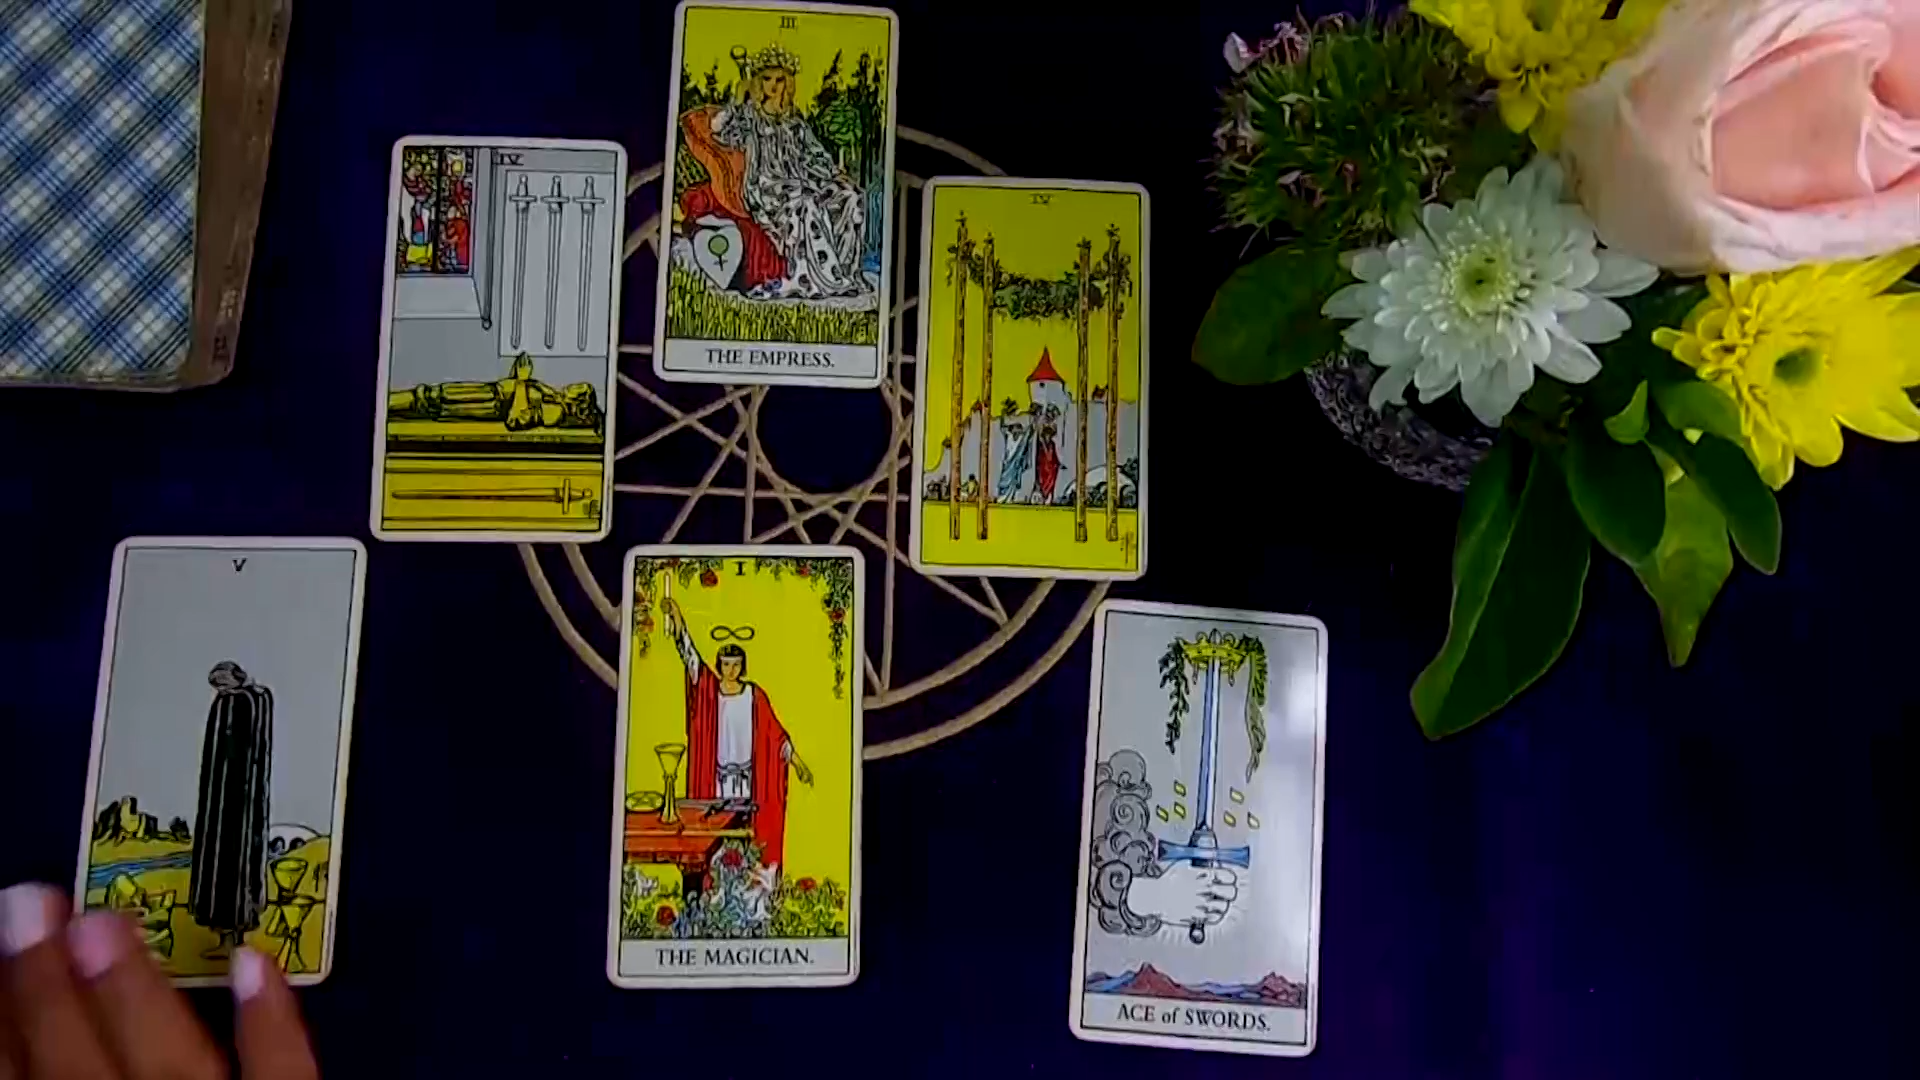 III
IV
THE EMPRESS.
IV
V
I
THE MAGICIAN.
ACE of SWORDS.